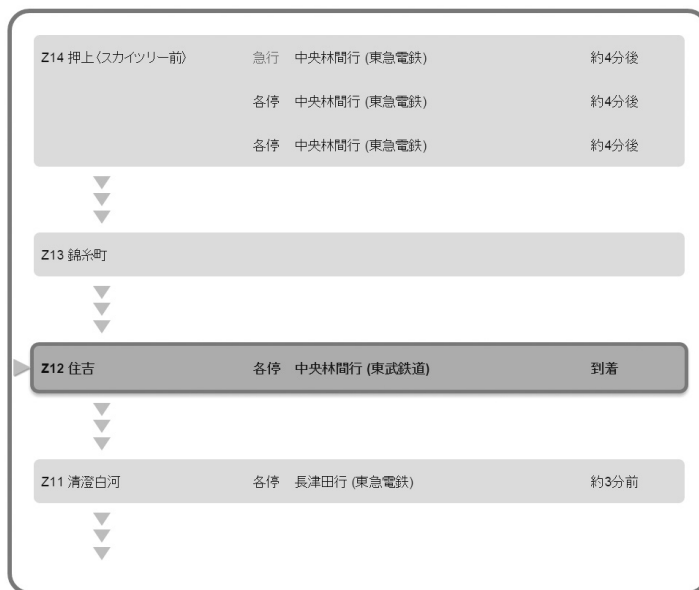 Z14 押上〈スカイツリー前〉 急行 中央林間行 (東急電鉄) 約4分後
各停 中央林間行 (東急電鉄) 約4分後
各停 中央林間行 (東急電鉄) 約4分後
Z13 錦糸町
Z12 住吉 各停 中央林間行 (東武鉄道) 到着
Z11 清澄白河 各停 長津田行 (東急電鉄) 約3分前